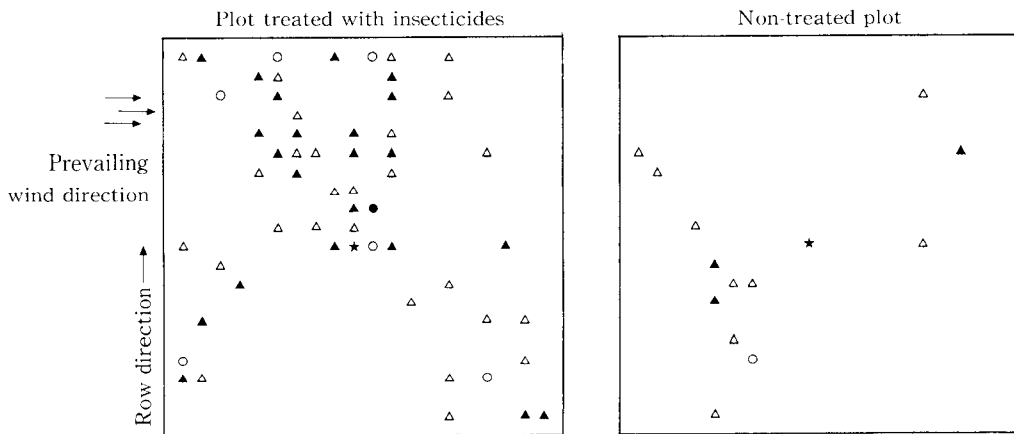 Plot treated with insecticides
Non-treated plot
Prevailing
wind direction
Row direction